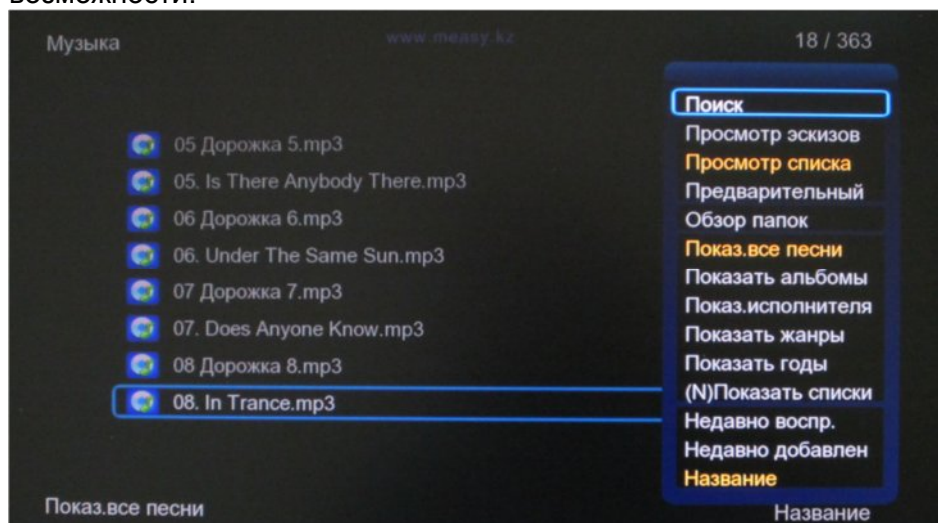 возможности:
Музыка
www.measy.kz
18 / 363
05 Дорожка 5.mp3
05. Is There Anybody There.mp3
06 Дорожка 6.mp3
06. Under The Same Sun.mp3
07 Дорожка 7.mp3
07. Does Anyone Know.mp3
08 Дорожка 8.mp3
08. In Trance.mp3
Поиск
Просмотр эскизов
Просмотр списка
Предварительный
Обзор папок
Показ.все песни
Показать альбомы
Показ.исполнителя
Показать жанры
Показать годы
(N)Показать списки
Недавно воспр.
Недавно добавлен
Название
Показ.все песни
Название